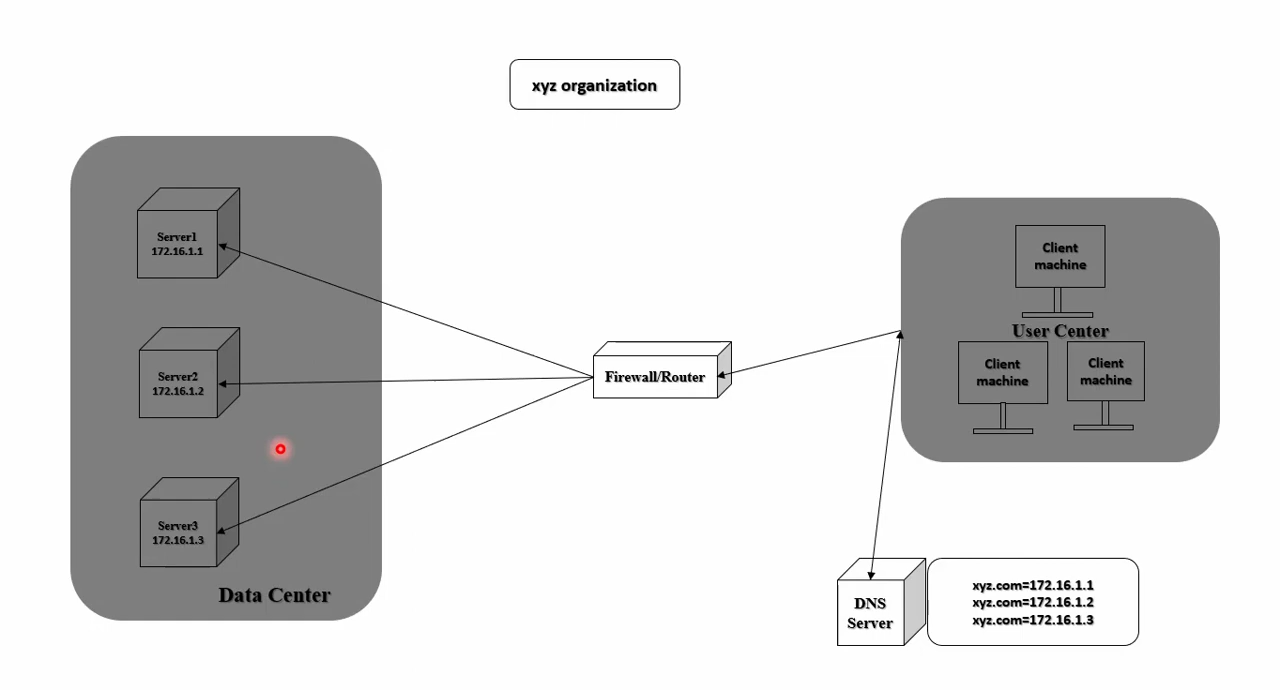 xyz organization
Server1
172.16.1.1
Server2
172.16.1.2
Server3
172.16.1.3
Data Center
Firewall/Router
Client
machine
User Center
Client
machine
Client
machine
DNS
Server
xyz.com=172.16.1.1
xyz.com=172.16.1.2
xyz.com=172.16.1.3